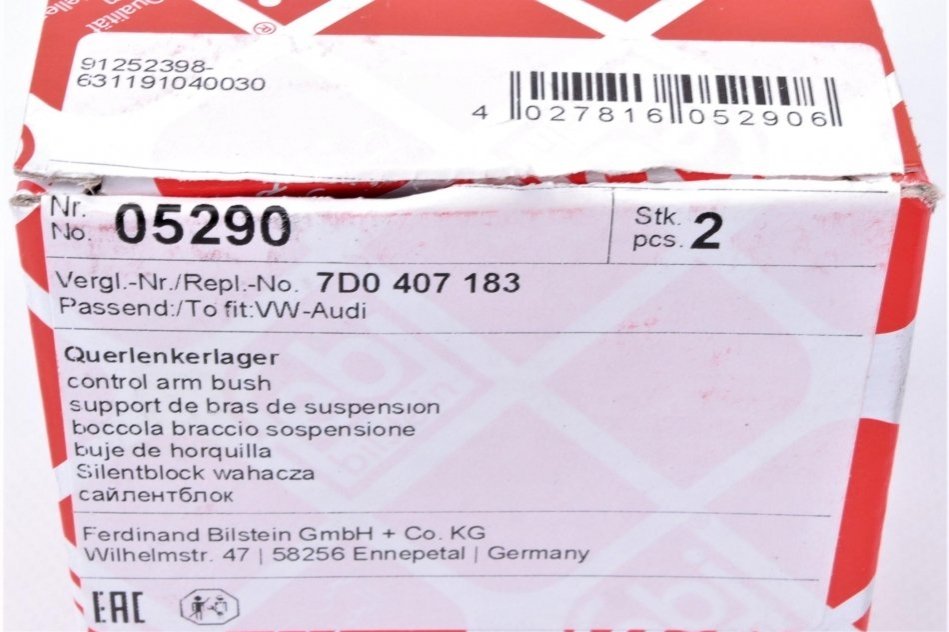 Qualität
91252398-
631191040030
4 027816 052906
Nr.
No. 05290
Stk.
pcs. 2
Vergl.-Nr./Repl.-No. 7D0 407 183
Passend:/To fit:VW-Audi
Querlenkerlager
control arm bush
support de bras de suspension
boccola braccio sospensione
buje de horquilla
Silentblock wahacza
сайлентблок
Ferdinand Bilstein GmbH + Co. KG
Wilhelmstr. 47 | 58256 Ennepetal | Germany
EAC